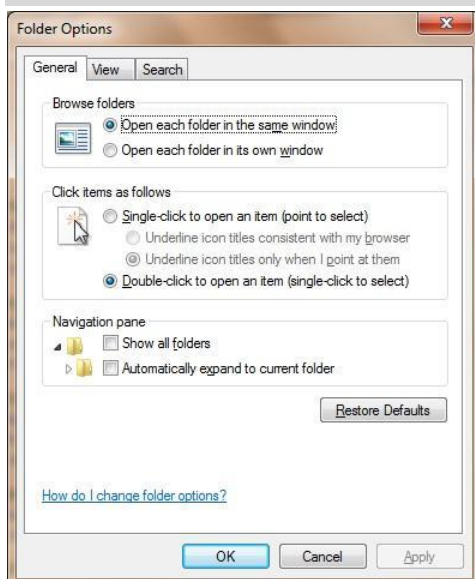 Folder Options
General View Search
Browse folders
Open each folder in the same window
Open each folder in its own window
Click items as follows
Single-click to open an item (point to select)
Underline icon titles consistent with my browser
Underline icon titles only when I point at them
Double-click to open an item (single-click to select)
Navigation pane
Show all folders
Automatically expand to current folder
Restore Defaults
How do I change folder options?
OK Cancel Apply